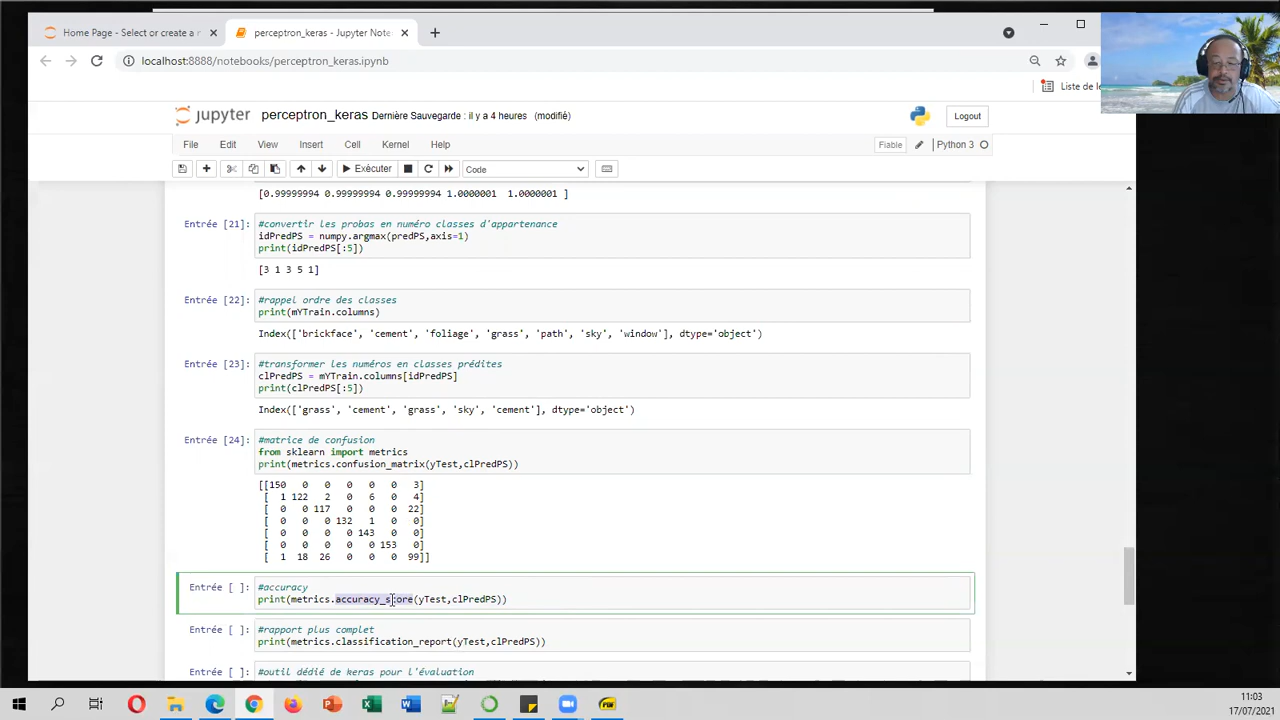 Home Page - Select or create a n
perceptron_keras - Jupyter Note
localhost:8888/notebooks/perceptron_keras.ipynb
Liste de le
jupyter perceptron_keras Dernière Sauvegarde : il y a 4 heures (modifié)
Logout
File Edit View Insert Cell Kernel Help
Fiable
Python 3
Exécuter
Code
[0.99999994 0.99999994 0.99999994 1.0000001 1.0000001 ]
Entrée [21]:
#convertir les probas en numéro classes d'appartenance
idPredPS = numpy.argmax(predPS,axis=1)
print(idPredPS[:5])
[3 1 3 5 1]
Entrée [22]:
#rappel ordre des classes
print(mYTrain.columns)
Index(['brickface', 'cement', 'foliage', 'grass', 'path', 'sky', 'window'], dtype='object')
Entrée [23]:
#transformer les numéros en classes prédites
clPredPS = mYTrain.columns[idPredPS]
print(clPredPS[:5])
Index(['grass', 'cement', 'grass', 'sky', 'cement'], dtype='object')
Entrée [24]:
#matrice de confusion
from sklearn import metrics
print(metrics.confusion_matrix(yTest,clPredPS))
[[150 0 0 0 0 0 3]
[ 1 122 2 0 6 0 4]
[ 0 0 117 0 0 0 22]
[ 0 0 0 132 1 0 0]
[ 0 0 0 0 143 0 0]
[ 0 0 0 0 0 153 0]
[ 1 18 26 0 0 0 99]]
Entrée [ ]:
#accuracy
print(metrics.accuracy_score(yTest,clPredPS))
Entrée [ ]:
#rapport plus complet
print(metrics.classification_report(yTest,clPredPS))
Entrée [ ]:
#outil dédié de keras pour l'évaluation
11:03
17/07/2021